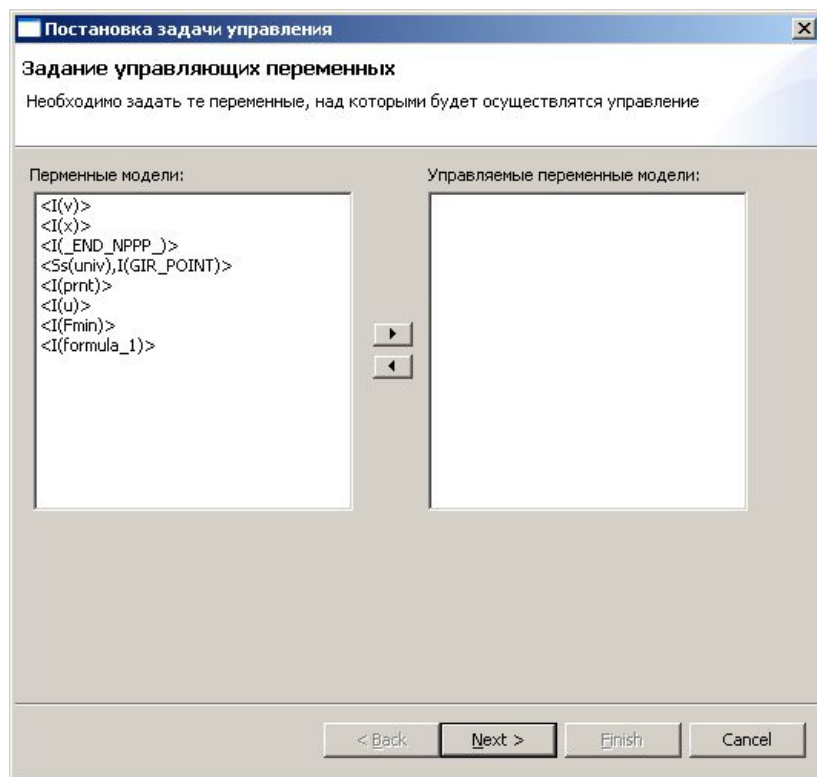 Постановка задачи управления
Задание управляющих переменных
Необходимо задать те переменные, над которыми будет осуществлятся управление
Перменные модели:
<I(v)>
<I(x)>
<I(_END_NPPP_)>
<Ss(univ),I(GIR_POINT)>
<I(prnt)>
<I(u)>
<I(Fmin)>
<I(formula_1)>
Управляемые переменные модели:
< Back
Next >
Finish
Cancel